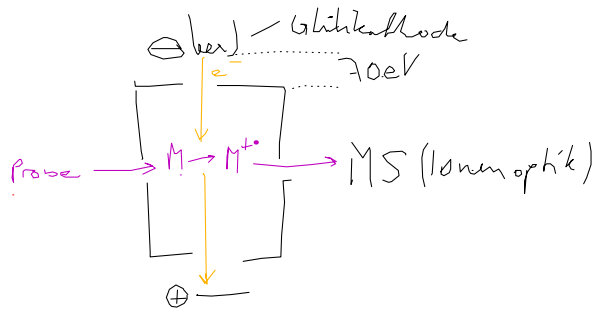 ⊖ Glühkathode
70eV
e⁻
Probe → M → M⁺• → MS (Ionenoptik)
⊕